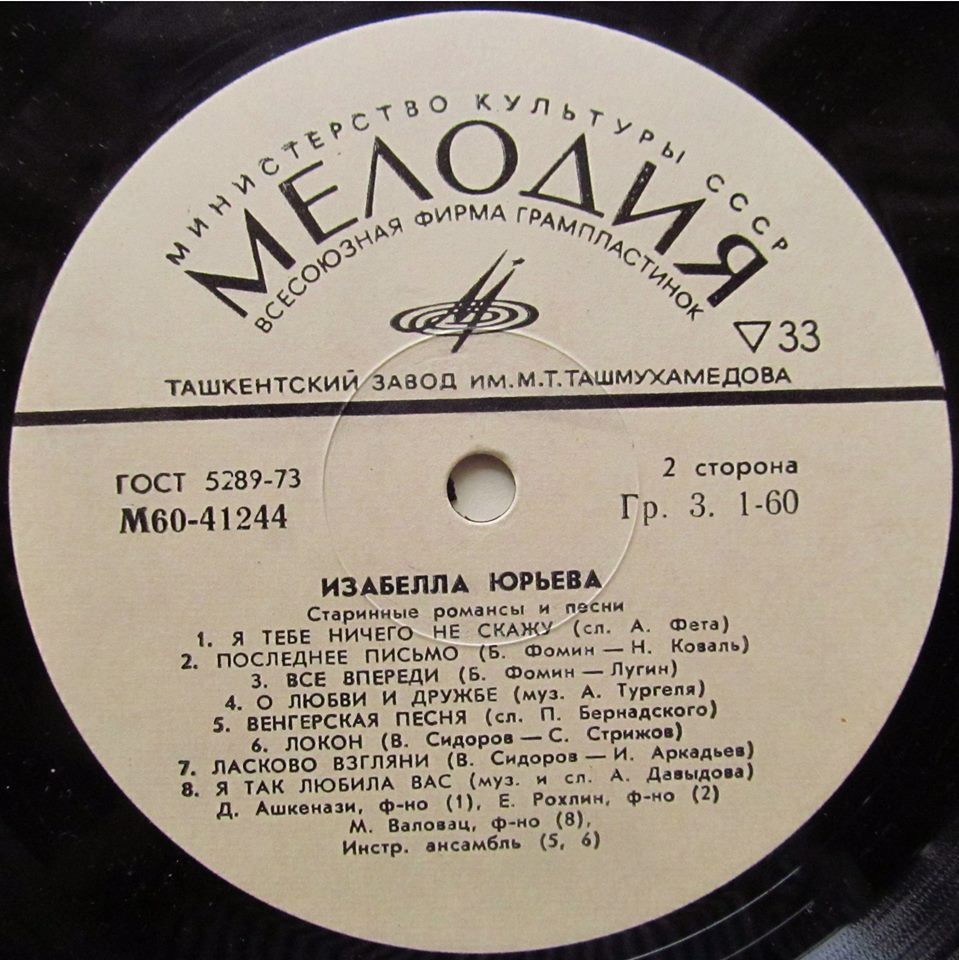 МИНИСТЕРСТВО КУЛЬТУРЫ СССР
МЕЛОДИЯ
ВСЕСОЮЗНАЯ ФИРМА ГРАМПЛАСТИНОК
33
ТАШКЕНТСКИЙ ЗАВОД ИМ.М.Т.ТАШМУХАМЕДОВА
ГОСТ 5289-73
2 сторона
М60-41244
Гр. 3. 1-60
ИЗАБЕЛЛА ЮРЬЕВА
Старинные романсы и песни
1. Я ТЕБЕ НИЧЕГО НЕ СКАЖУ (сл. А. Фета)
2. ПОСЛЕДНЕЕ ПИСЬМО (Б. Фомин — Н. Коваль)
3. ВСЕ ВПЕРЕДИ (Б. Фомин — Лугин)
4. О ЛЮБВИ И ДРУЖБЕ (муз. А. Тургеля)
5. ВЕНГЕРСКАЯ ПЕСНЯ (сл. П. Бернадского)
6. ЛОКОН (В. Сидоров — С. Стрижов)
7. ЛАСКОВО ВЗГЛЯНИ (В. Сидоров — И. Аркадьев)
8. Я ТАК ЛЮБИЛА ВАС (муз. и сл. А. Давыдова)
Д. Ашкенази, ф-но (1), Е. Рохлин, ф-но (2)
М. Валовац, ф-но (8),
Инстр. ансамбль (5, 6)